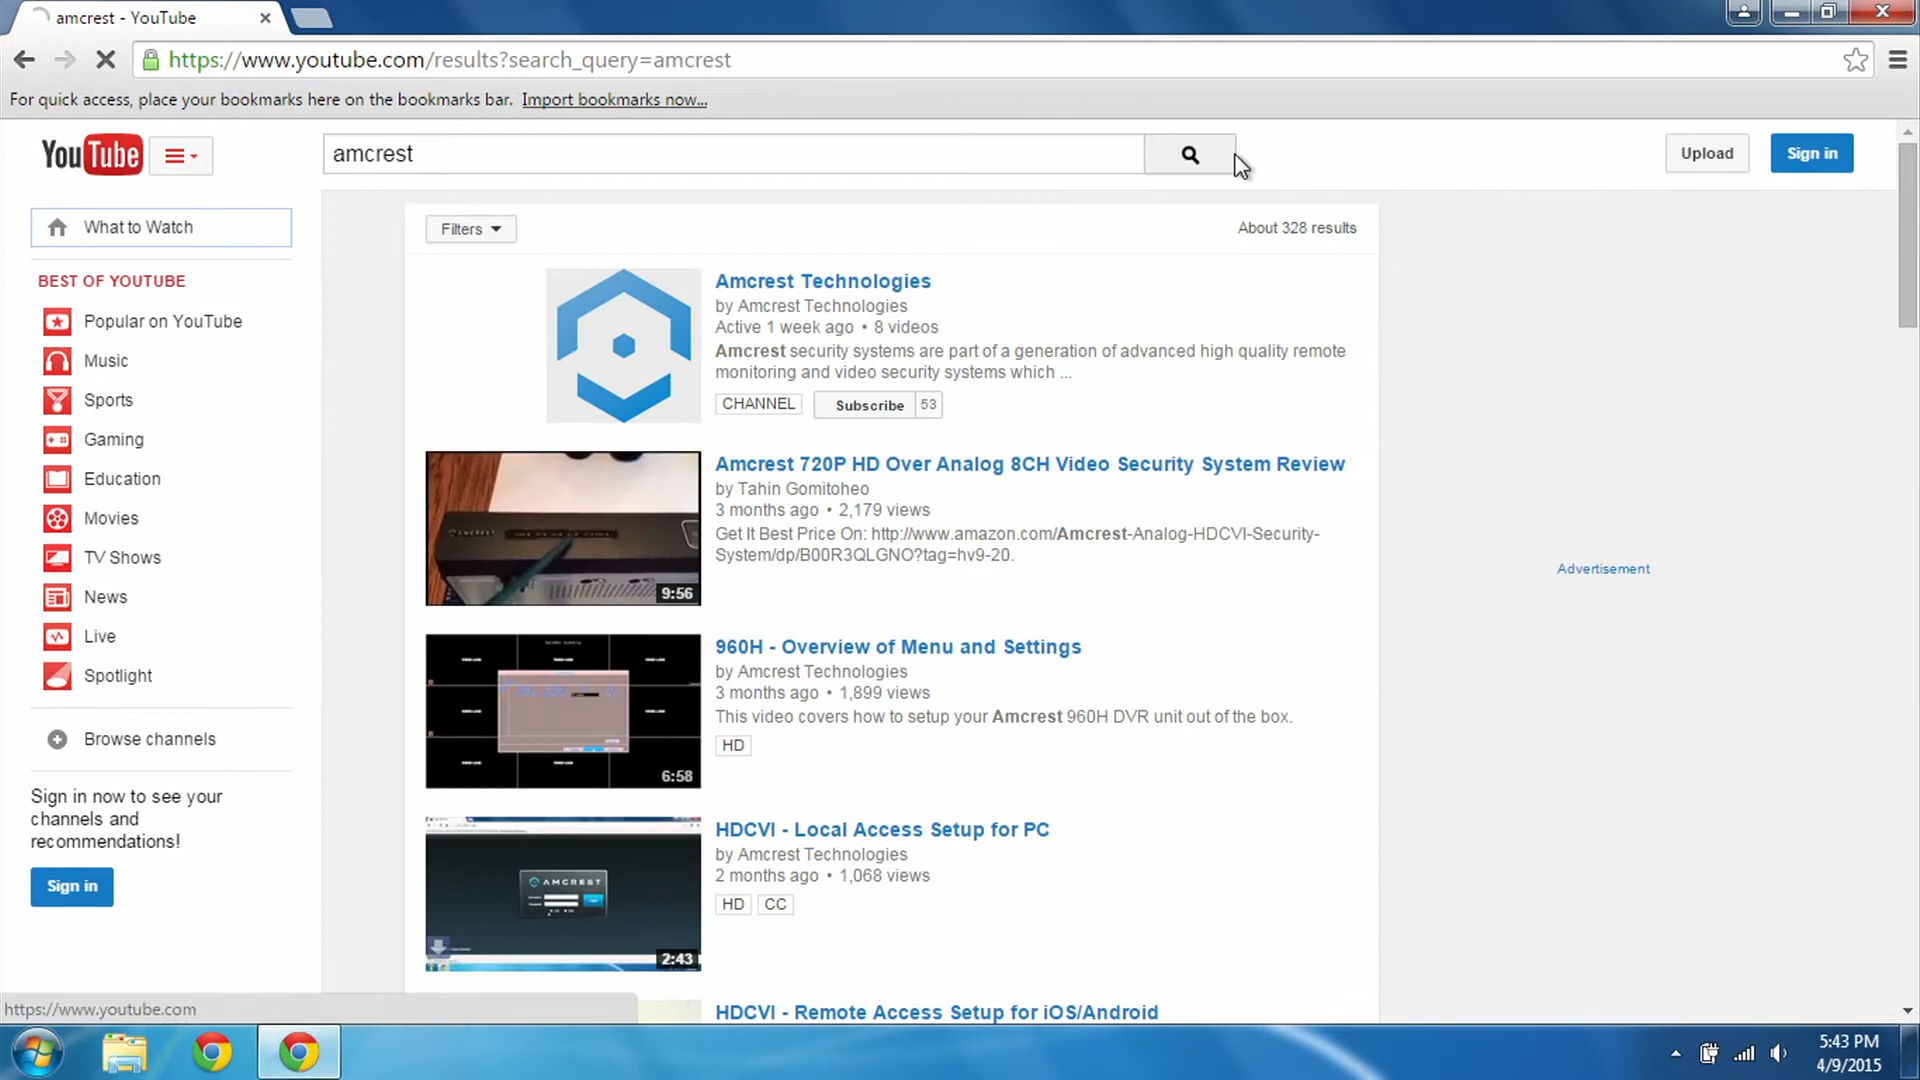 amcrest - YouTube
https://www.youtube.com/results?search_query=amcrest
For quick access, place your bookmarks here on the bookmarks bar. Import bookmarks now...
YouTube
amcrest
Upload
Sign in
What to Watch
BEST OF YOUTUBE
Popular on YouTube
Music
Sports
Gaming
Education
Movies
TV Shows
News
Live
Spotlight
Browse channels
Sign in now to see your
channels and
recommendations!
Sign in
Filters
About 328 results
Amcrest Technologies
by Amcrest Technologies
Active 1 week ago • 8 videos
Amcrest security systems are part of a generation of advanced high quality remote
monitoring and video security systems which ...
CHANNEL
Subscribe 53
AMCREST
9:56
Amcrest 720P HD Over Analog 8CH Video Security System Review
by Tahin Gomitoheo
3 months ago • 2,179 views
Get It Best Price On: http://www.amazon.com/Amcrest-Analog-HDCVI-Security-
System/dp/B00R3QLGNO?tag=hv9-20.
6:58
960H - Overview of Menu and Settings
by Amcrest Technologies
3 months ago • 1,899 views
This video covers how to setup your Amcrest 960H DVR unit out of the box.
HD
AMCREST
2:43
HDCVI - Local Access Setup for PC
by Amcrest Technologies
2 months ago • 1,068 views
HD CC
HDCVI - Remote Access Setup for iOS/Android
Advertisement
https://www.youtube.com
5:43 PM
4/9/2015